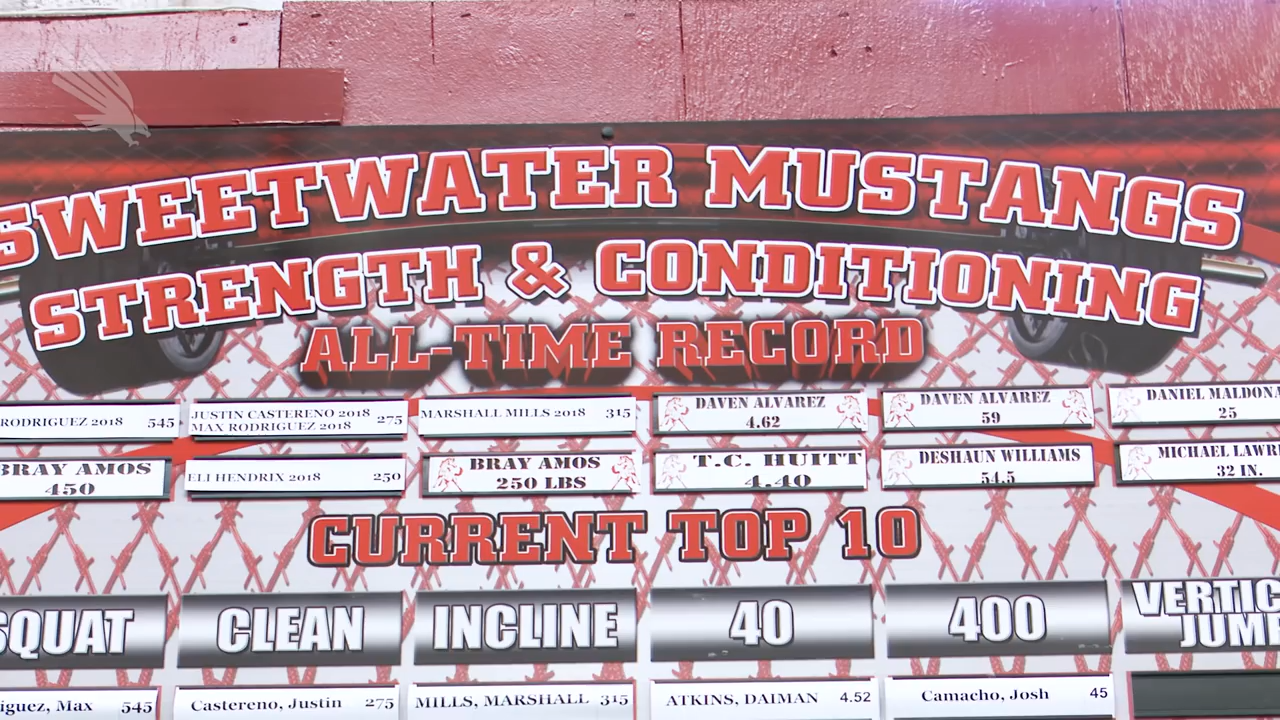 SWEETWATER MUSTANGS
STRENGTH & CONDITIONING
ALL-TIME RECORD
RODRIGUEZ 2018 545
JUSTIN CASTERENO 2018 275
MAX RODRIGUEZ 2018
MARSHALL MILLS 2018 315
DAVEN ALVAREZ
4.62
DAVEN ALVAREZ
59
DANIEL MALDONA
25
BRAY AMOS
450
ELI HENDRIX 2018 250
BRAY AMOS
250 LBS
T.C. HUITT
4.40
DESHAUN WILLIAMS
54.5
MICHAEL LAWR
32 IN.
CURRENT TOP 10
SQUAT
CLEAN
INCLINE
40
400
VERTIC
JUMP
iguez, Max 545
Castereno, Justin 275
MILLS, MARSHALL 315
ATKINS, DAIMAN 4.52
Camacho, Josh 45